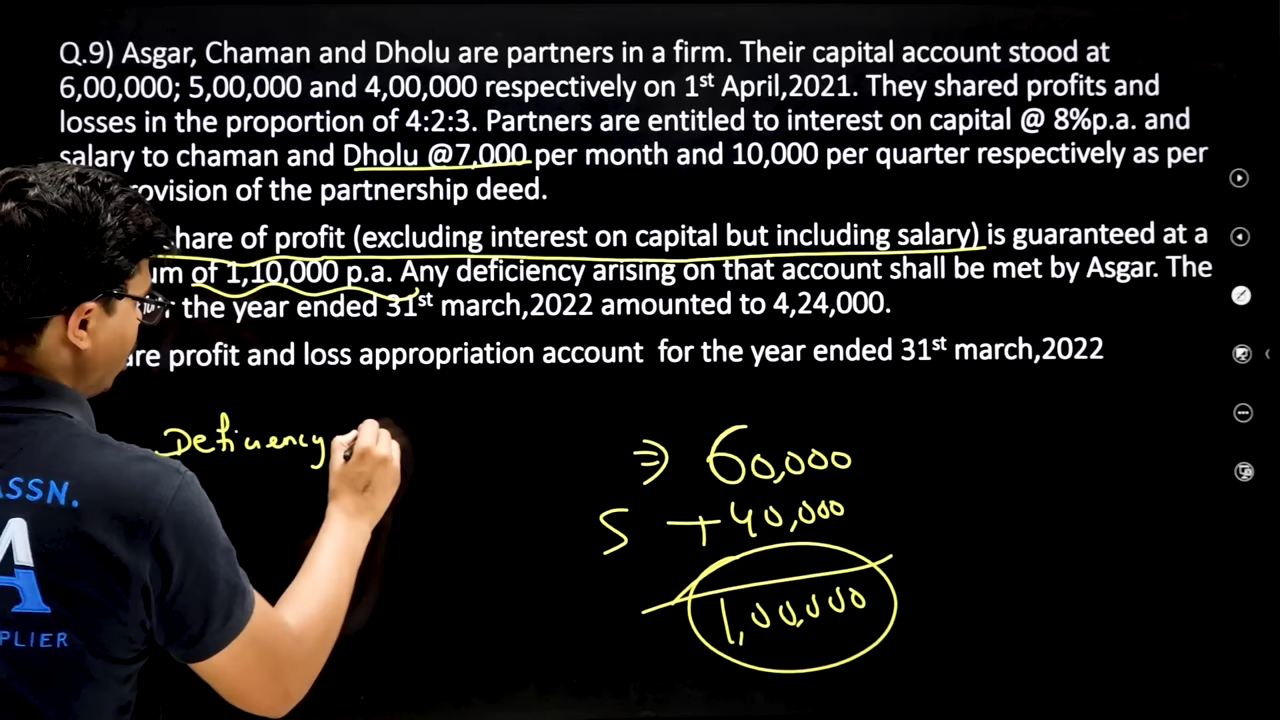 Q.9) Asgar, Chaman and Dholu are partners in a firm. Their capital account stood at
6,00,000; 5,00,000 and 4,00,000 respectively on 1st April,2021. They shared profits and
losses in the proportion of 4:2:3. Partners are entitled to interest on capital @ 8%p.a. and
salary to chaman and Dholu @7,000 per month and 10,000 per quarter respectively as per
of the partnership deed.
of profit (excluding interest on capital but including salary) is guaranteed at a
of 1,10,000 p.a. Any deficiency arising on that account shall be met by Asgar. The
the year ended 31st march,2022 amounted to 4,24,000.
profit and loss appropriation account for the year ended 31st march,2022
Deficiency
⇒ 60,000
S + 40,000
1,00,000
ASSN.
A
PLIER